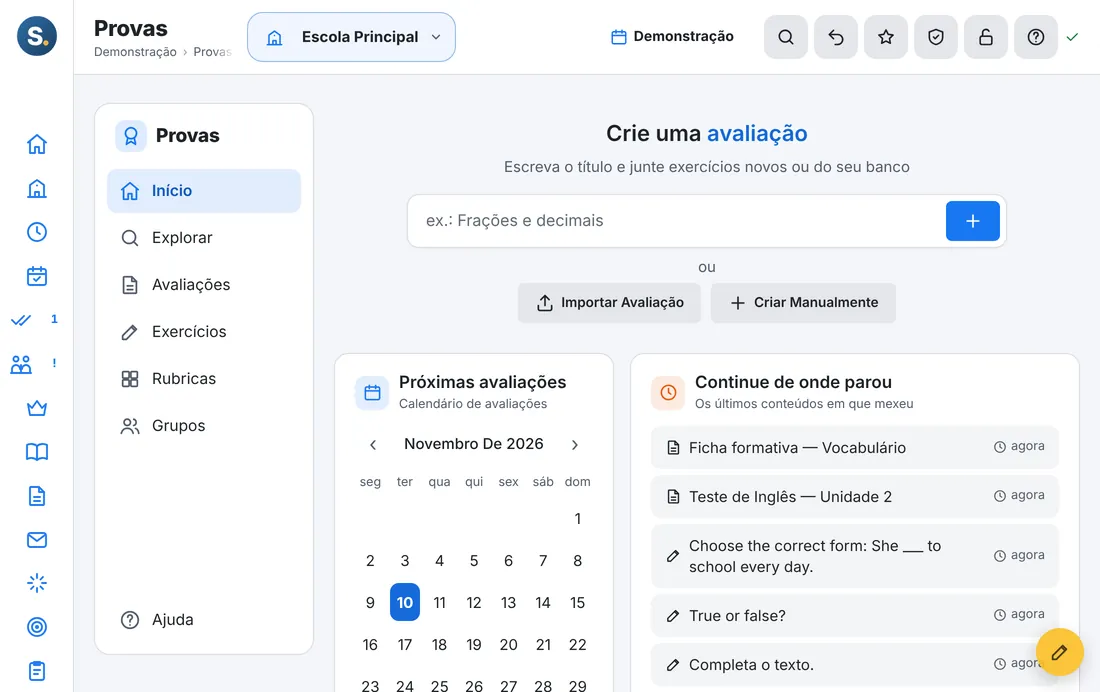 S.
Provas
Demonstração › Provas
Escola Principal
Demonstração
1
!
Provas
Início
Explorar
Avaliações
Exercícios
Rubricas
Grupos
Ajuda
Crie uma avaliação
Escreva o título e junte exercícios novos ou do seu banco
ex.: Frações e decimais
ou
Importar Avaliação
Criar Manualmente
Próximas avaliações
Calendário de avaliações
Novembro De 2026
seg ter qua qui sex sáb dom
1
2 3 4 5 6 7 8
9 10 11 12 13 14 15
16 17 18 19 20 21 22
23 24 25 26 27 28 29
Continue de onde parou
Os últimos conteúdos em que mexeu
Ficha formativa — Vocabulário agora
Teste de Inglês — Unidade 2 agora
Choose the correct form: She ___ to
school every day.
agora
True or false? agora
Completa o texto. agora